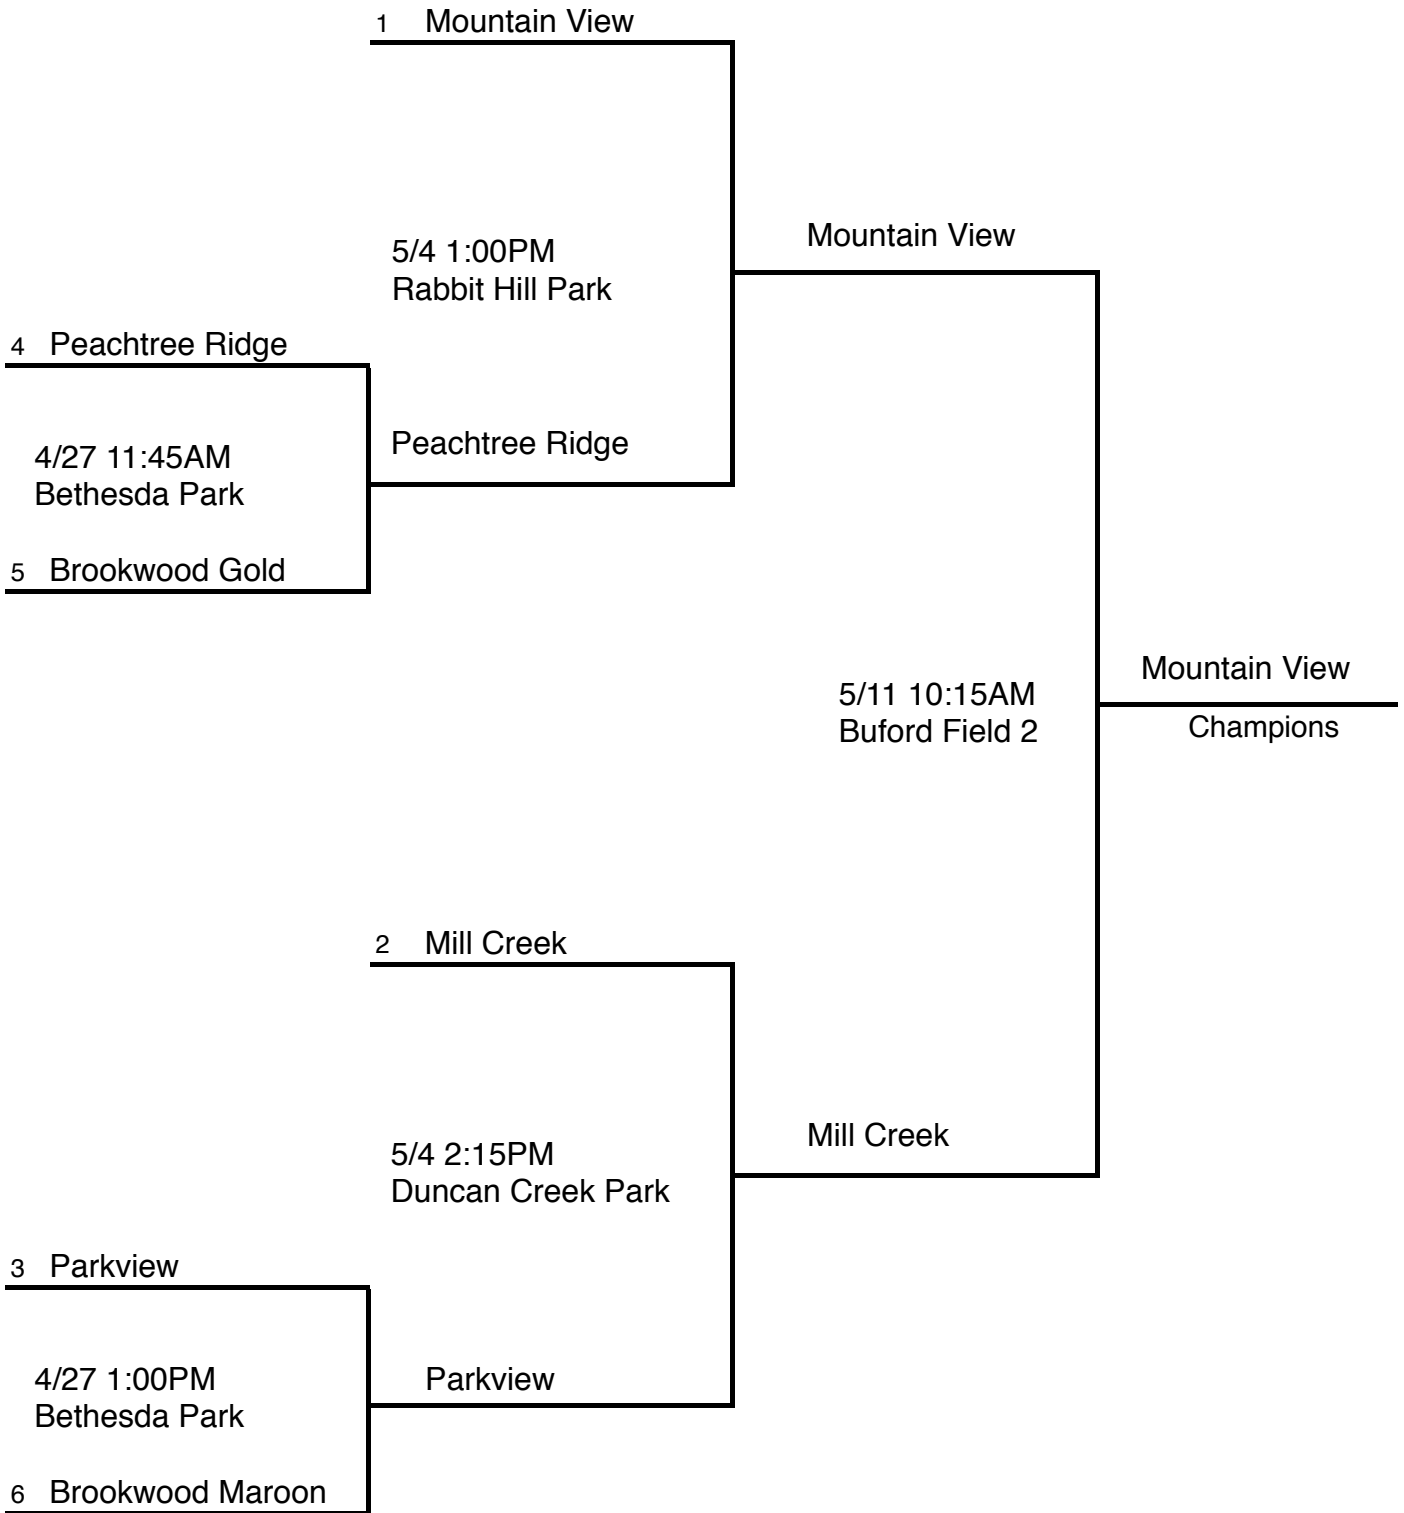 1 Mountain View
5/4 1:00PM
Rabbit Hill Park
Mountain View
4 Peachtree Ridge
4/27 11:45AM
Bethesda Park
Peachtree Ridge
5 Brookwood Gold
5/11 10:15AM
Buford Field 2
Mountain View
Champions
2 Mill Creek
5/4 2:15PM
Duncan Creek Park
Mill Creek
3 Parkview
4/27 1:00PM
Bethesda Park
Parkview
6 Brookwood Maroon